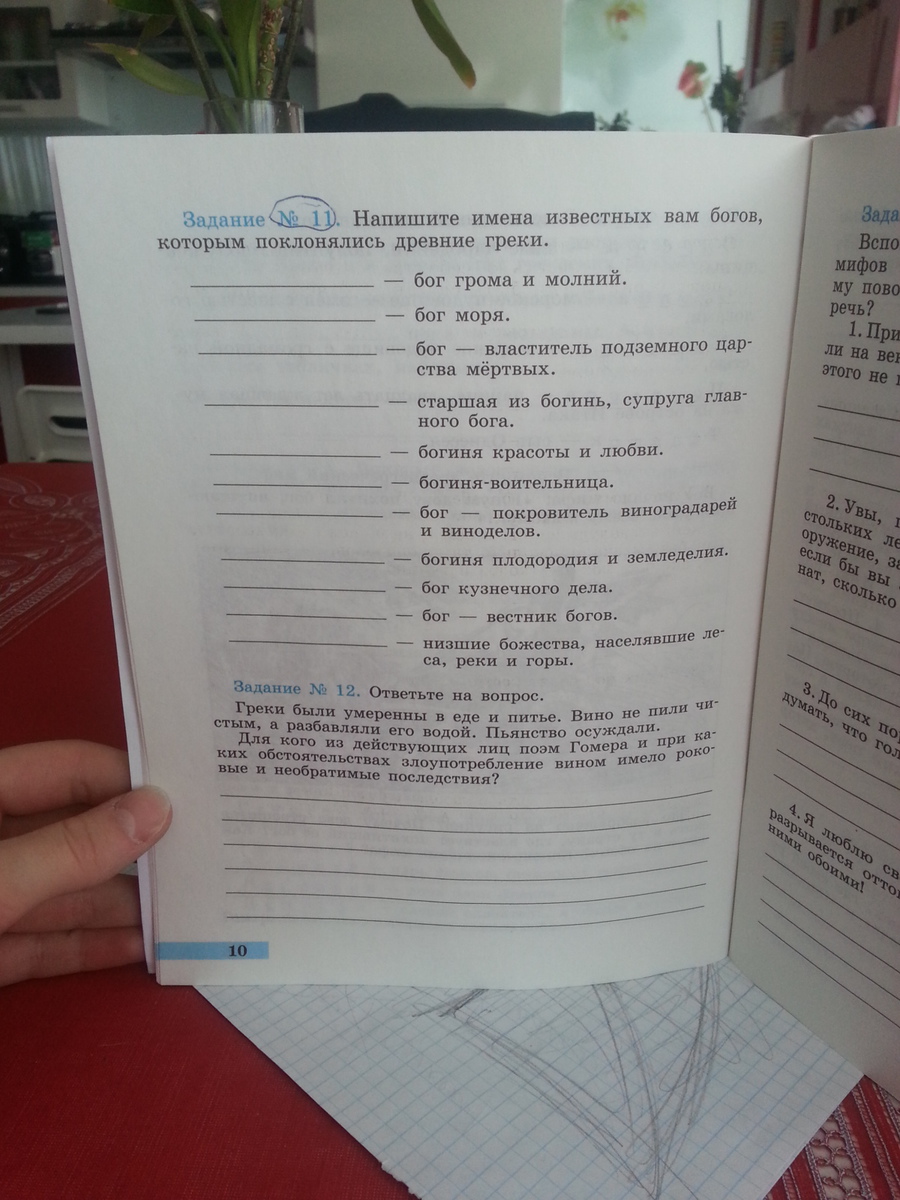 Задание № 11. Напишите имена известных вам богов,
которым поклонялись древние греки.
— бог грома и молний.
— бог моря.
— бог — властитель подземного цар-
ства мёртвых.
— старшая из богинь, супруга глав-
ного бога.
— богиня красоты и любви.
— богиня-воительница.
— бог — покровитель виноградарей
и виноделов.
— богиня плодородия и земледелия.
— бог кузнечного дела.
— бог — вестник богов.
— низшие божества, населявшие ле-
са, реки и горы.
Задание № 12. Ответьте на вопрос.
Греки были умеренны в еде и питье. Вино не пили чи-
стым, а разбавляли его водой. Пьянство осуждали.
Для кого из действующих лиц поэм Гомера и при ка-
ких обстоятельствах злоупотребление вином имело роко-
вые и необратимые последствия?
10
Зада
Вспо
мифов
му пово
речь?
1. При
ли на ве
этого не
2. Увы,
стольких ле
оружие, за
если бы вы
нат, сколько
3. До сих пор
думать, что гол
4. Я люблю св
разрывается отто
ними обоими!